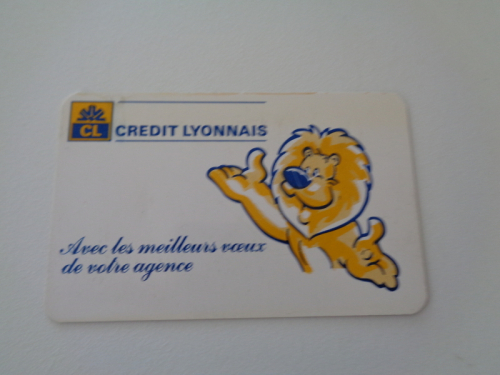 CL
CREDIT LYONNAIS
Avec les meilleurs vœux
de votre agence